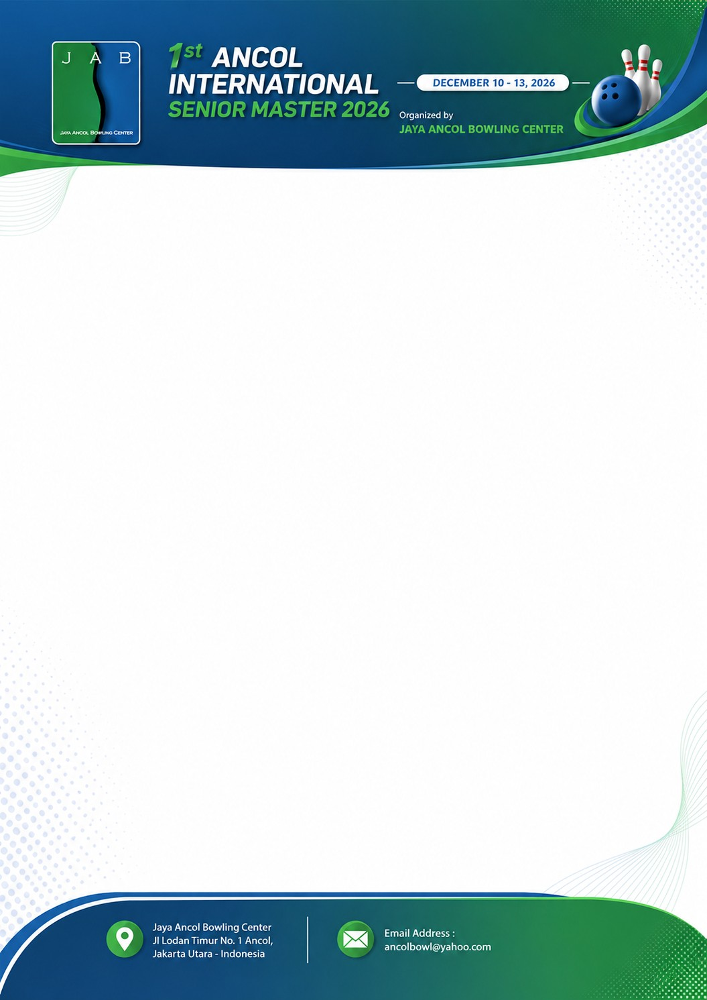 J A B
JAYA ANCOL BOWLING CENTER
1st ANCOL
INTERNATIONAL
SENIOR MASTER 2026
DECEMBER 10 - 13, 2026
Organized by
JAYA ANCOL BOWLING CENTER
Jaya Ancol Bowling Center
Jl Lodan Timur No. 1 Ancol,
Jakarta Utara - Indonesia
Email Address :
ancolbowl@yahoo.com